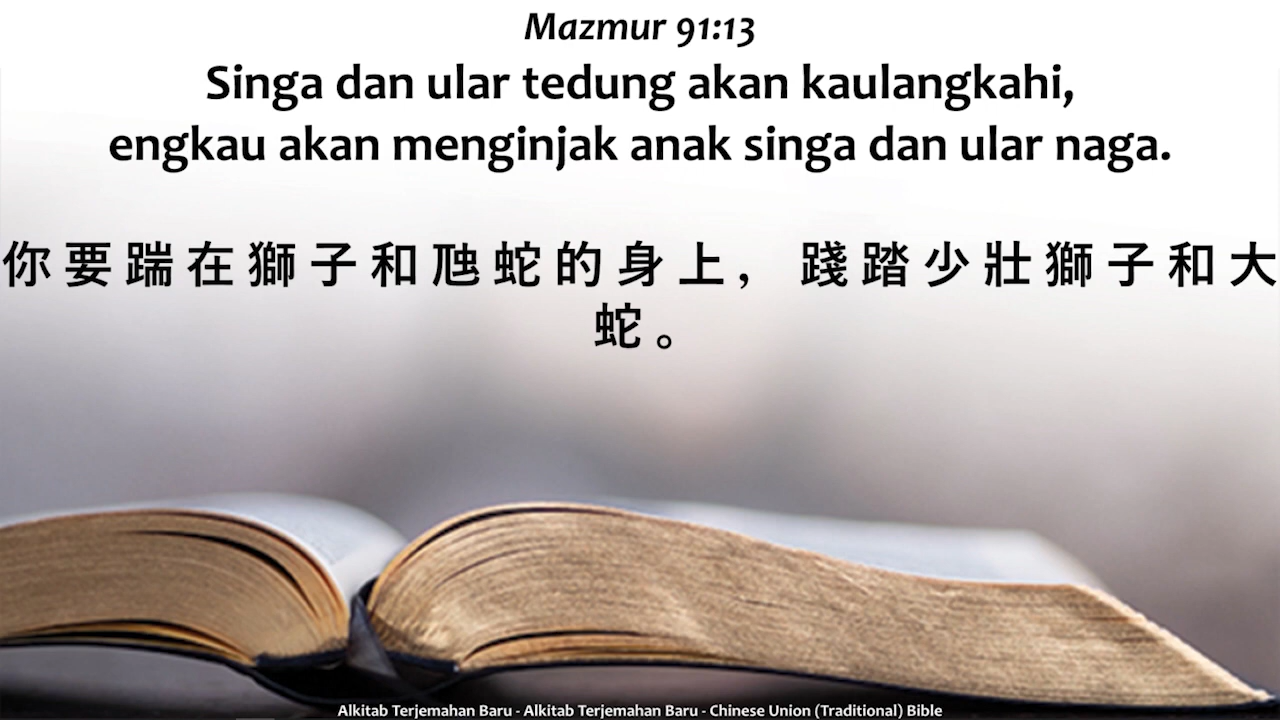 Mazmur 91:13
Singa dan ular tedung akan kaulangkahi,
engkau akan menginjak anak singa dan ular naga.
你 要 踹 在 獅 子 和 虺 蛇 的 身 上 ， 踐 踏 少 壯 獅 子 和 大
蛇 。
Alkitab Terjemahan Baru - Alkitab Terjemahan Baru - Chinese Union (Traditional) Bible